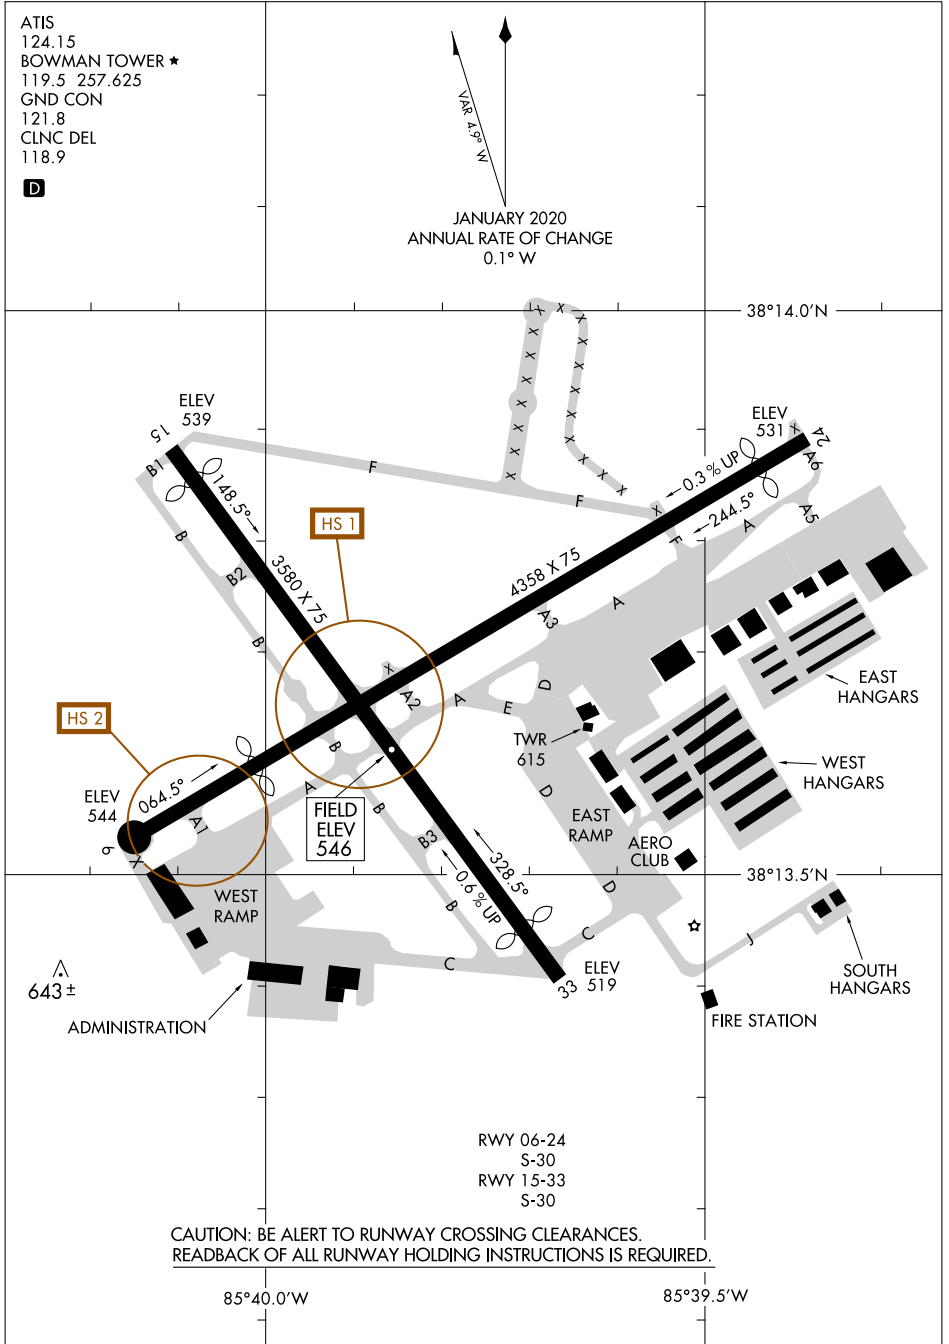 ATIS
124.15
BOWMAN TOWER ★
119.5 257.625
GND CON
121.8
CLNC DEL
118.9
D
VAR 4.9° W
JANUARY 2020
ANNUAL RATE OF CHANGE
0.1° W
38°14.0'N
X X X
X X
X X
X X
X X
X X
X X
X X
X
ELEV
539
15
B1
148.5°
F
F
ELEV
531
X
24
A6
0.3 % UP
244.5°
X
F
A
A5
HS 1
B
B2
3580 X 75
4358 X 75
B
A3
A
X
A2
A
E
D
EAST
HANGARS
HS 2
B
TWR
615
WEST
HANGARS
064.5°
A
ELEV
544
A1
6
X
FIELD
ELEV
546
B
B3
D
EAST
RAMP
AERO
CLUB
38°13.5'N
328.5°
0.6 % UP
WEST
RAMP
B
D
C
C
J
33
ELEV
519
SOUTH
HANGARS
643 ±
ADMINISTRATION
FIRE STATION
RWY 06-24
S-30
RWY 15-33
S-30
CAUTION: BE ALERT TO RUNWAY CROSSING CLEARANCES.
READBACK OF ALL RUNWAY HOLDING INSTRUCTIONS IS REQUIRED.
85°40.0'W
85°39.5'W